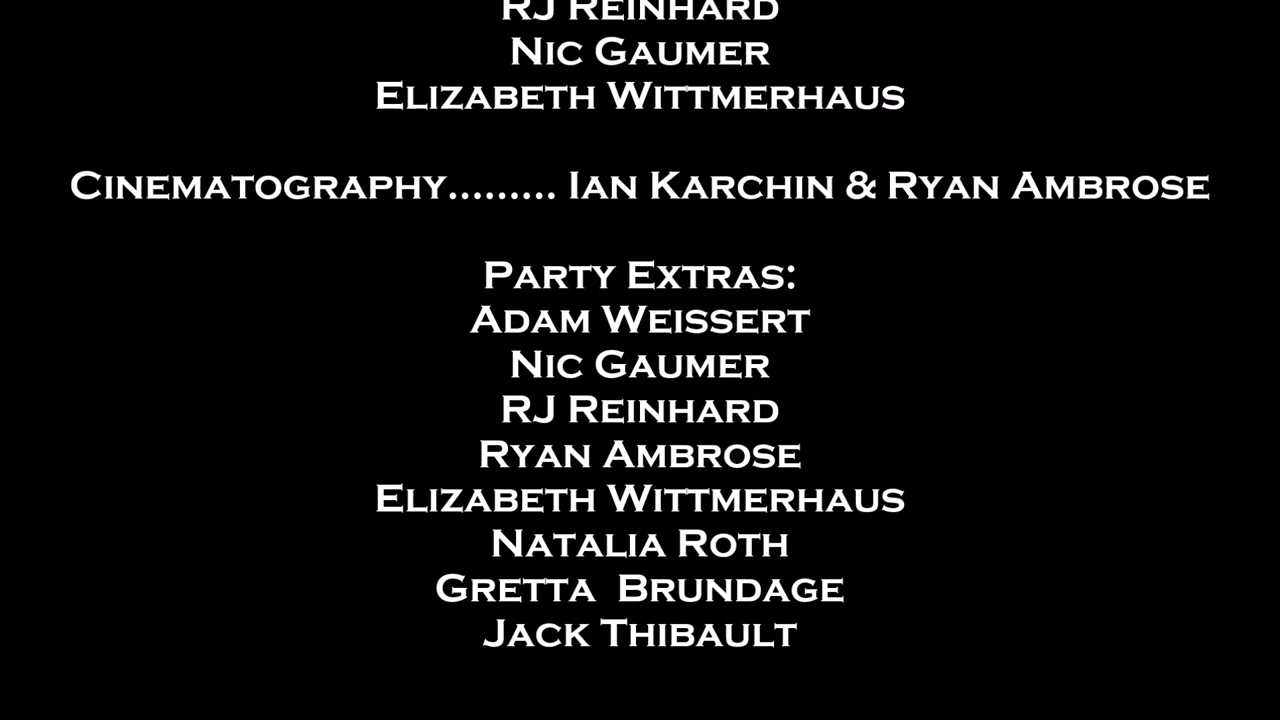 RJ Reinhard
Nic Gaumer
Elizabeth Wittmerhaus
Cinematography......... Ian Karchin & Ryan Ambrose
Party Extras:
Adam Weissert
Nic Gaumer
RJ Reinhard
Ryan Ambrose
Elizabeth Wittmerhaus
Natalia Roth
Gretta  Brundage
Jack Thibault